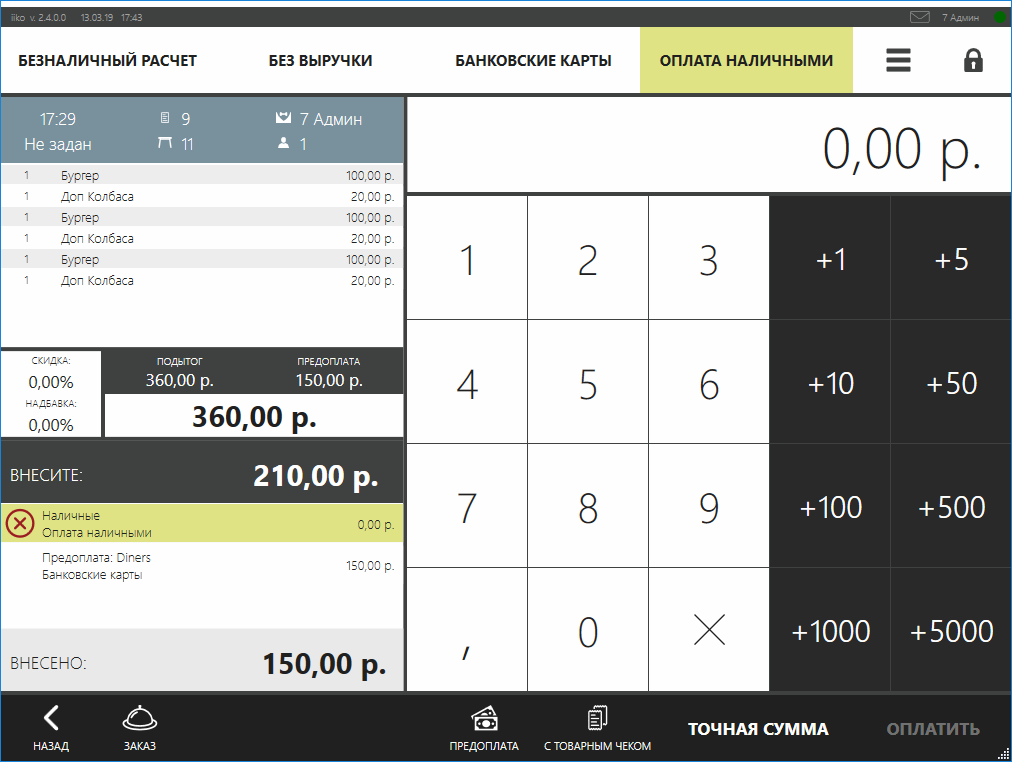 iiko v. 2.4.0.0 13.03.19 17:43 7 Админ
БЕЗНАЛИЧНЫЙ РАСЧЕТ БЕЗ ВЫРУЧКИ БАНКОВСКИЕ КАРТЫ ОПЛАТА НАЛИЧНЫМИ
17:29 9 7 Админ
Не задан 11 1
1 Бургер 100,00 р.
1 Доп Колбаса 20,00 р.
1 Бургер 100,00 р.
1 Доп Колбаса 20,00 р.
1 Бургер 100,00 р.
1 Доп Колбаса 20,00 р.
СКИДКА: ПОДЫТОГ ПРЕДОПЛАТА
0,00% 360,00 р. 150,00 р.
НАДБАВКА:
0,00% 360,00 р.
ВНЕСИТЕ: 210,00 р.
Наличные
Оплата наличными 0,00 р.
Предоплата: Diners
Банковские карты 150,00 р.
ВНЕСЕНО: 150,00 р.
0,00 р.
1 2 3 +1 +5
4 5 6 +10 +50
7 8 9 +100 +500
, 0 +1000 +5000
НАЗАД ЗАКАЗ ПРЕДОПЛАТА С ТОВАРНЫМ ЧЕКОМ ТОЧНАЯ СУММА ОПЛАТИТЬ